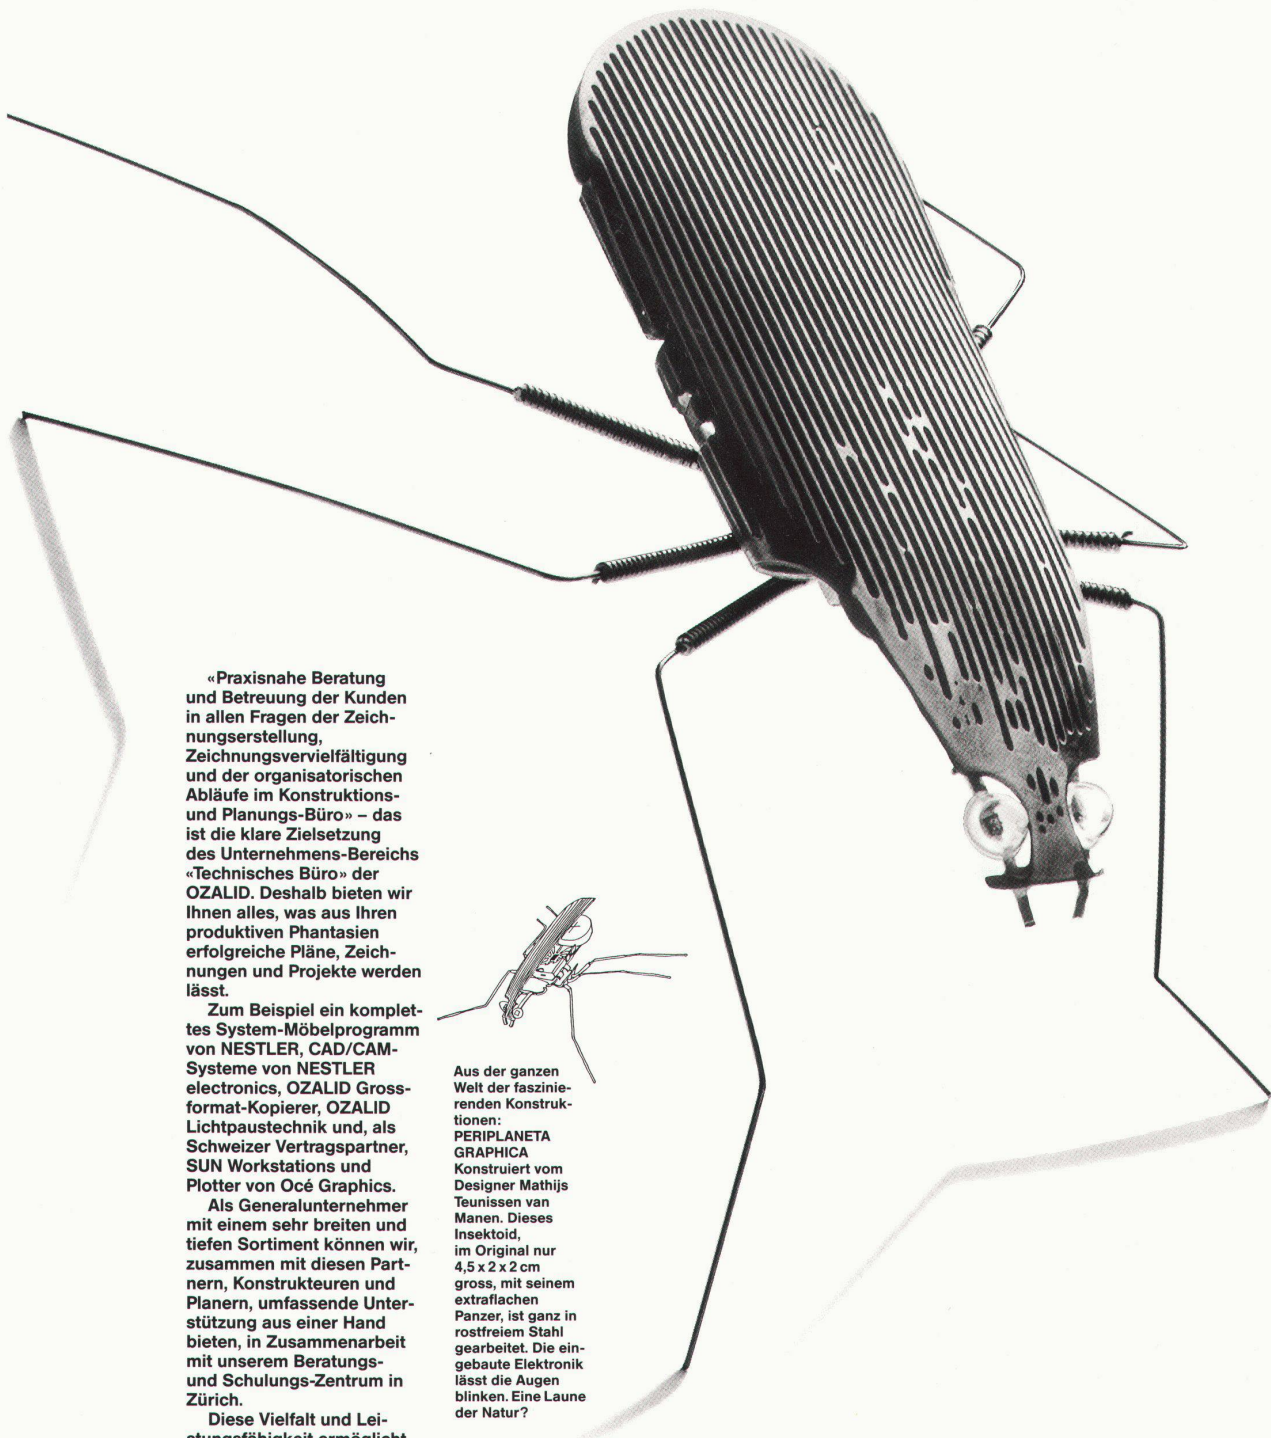 «Praxisnahe Beratung
und Betreuung der Kunden
in allen Fragen der Zeich-
nungserstellung,
Zeichnungsvervielfältigung
und der organisatorischen
Abläufe im Konstruktions-
und Planungs-Büro» – das
ist die klare Zielsetzung
des Unternehmens-Bereichs
«Technisches Büro» der
OZALID. Deshalb bieten wir
Ihnen alles, was aus Ihren
produktiven Phantasien
erfolgreiche Pläne, Zeich-
nungen und Projekte werden
lässt.
Zum Beispiel ein komplet-
tes System-Möbelprogramm
von NESTLER, CAD/CAM-
Systeme von NESTLER
electronics, OZALID Gross-
format-Kopierer, OZALID
Lichtpaustechnik und, als
Schweizer Vertragspartner,
SUN Workstations und
Plotter von Océ Graphics.
Als Generalunternehmer
mit einem sehr breiten und
tiefen Sortiment können wir,
zusammen mit diesen Part-
nern, Konstrukteuren und
Planern, umfassende Unter-
stützung aus einer Hand
bieten, in Zusammenarbeit
mit unserem Beratungs-
und Schulungs-Zentrum in
Zürich.
Diese Vielfalt und Lei-
stungsfähigkeit ermöglicht
Aus der ganzen
Welt der faszinie-
renden Konstruk-
tionen:
PERIPLANETA
GRAPHICA
Konstruiert vom
Designer Mathijs
Teunissen van
Manen. Dieses
Insektoid,
im Original nur
4,5 x 2 x 2 cm
gross, mit seinem
extraflachen
Panzer, ist ganz in
rostfreiem Stahl
gearbeitet. Die ein-
gebaute Elektronik
lässt die Augen
blinken. Eine Laune
der Natur?